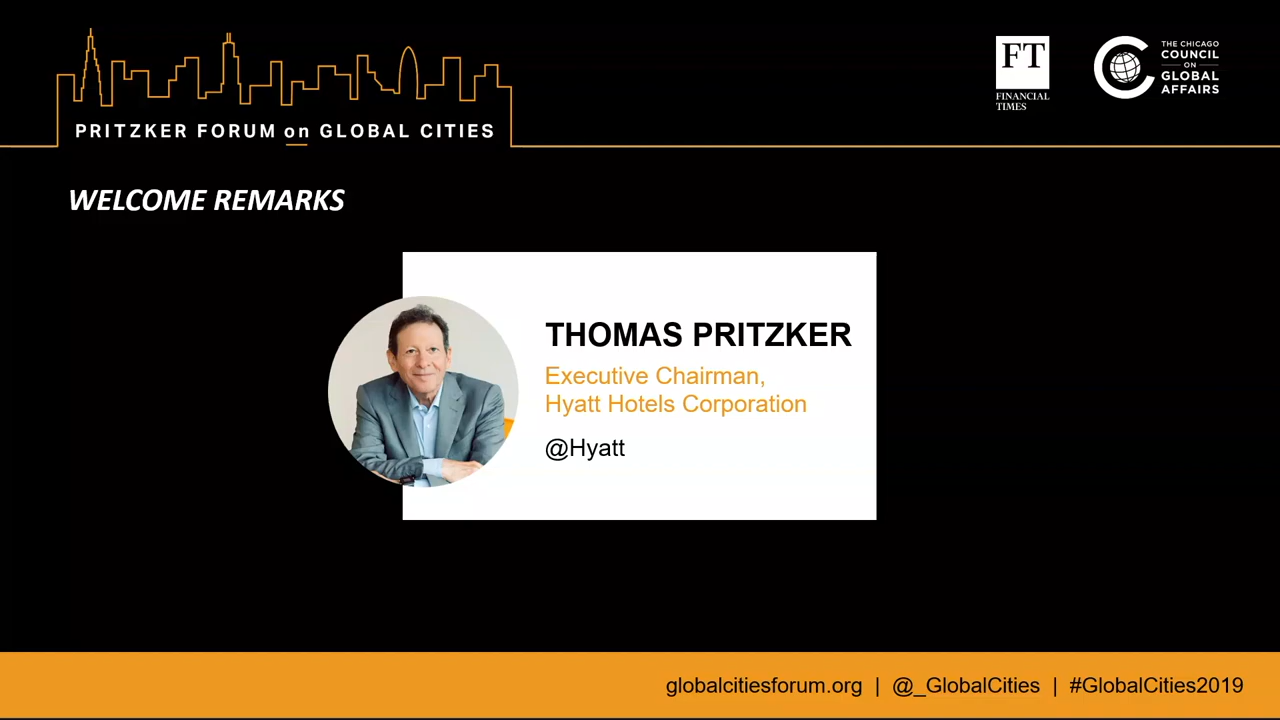 PRITZKER FORUM on GLOBAL CITIES
FT
FINANCIAL
TIMES
THE CHICAGO
COUNCIL
ON
GLOBAL
AFFAIRS
WELCOME REMARKS
THOMAS PRITZKER
Executive Chairman,
Hyatt Hotels Corporation
@Hyatt
globalcitiesforum.org | @_GlobalCities | #GlobalCities2019